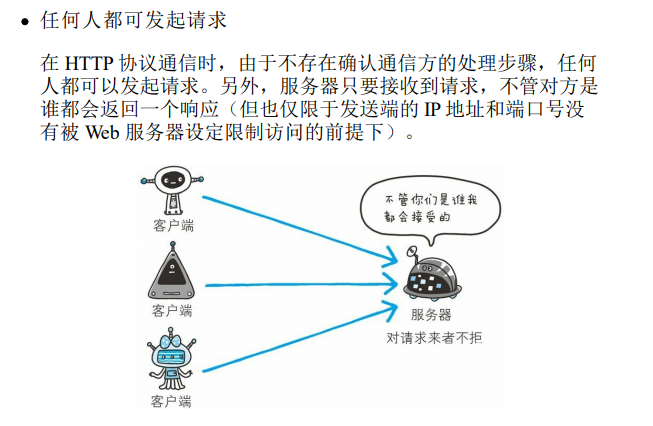 • 任何人都可发起请求
在 HTTP 协议通信时，由于不存在确认通信方的处理步骤，任何
人都可以发起请求。另外，服务器只要接收到请求，不管对方是
谁都会返回一个响应（但也仅限于发送端的 IP 地址和端口号没
有被 Web 服务器设定限制访问的前提下）。
不管你们是谁我
都会接受的
客户端
客户端
服务器
对请求来者不拒
客户端